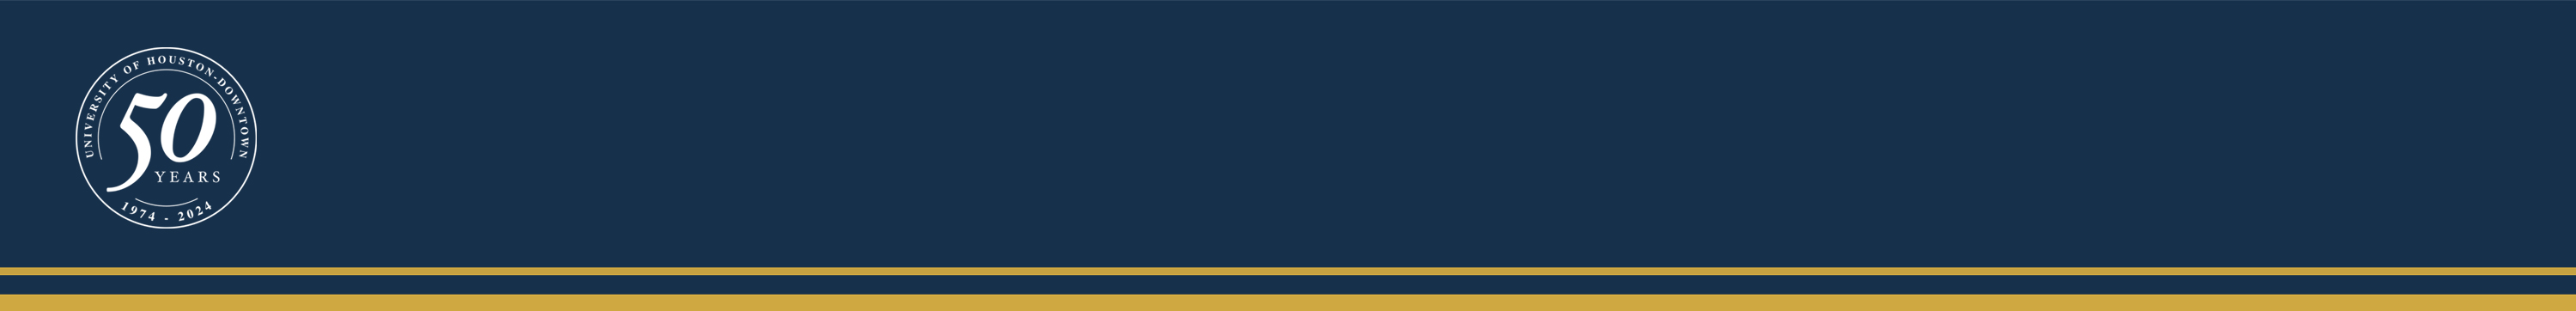 UNIVERSITY OF HOUSTON-DOWNTOWN
50
YEARS
1974 - 2024